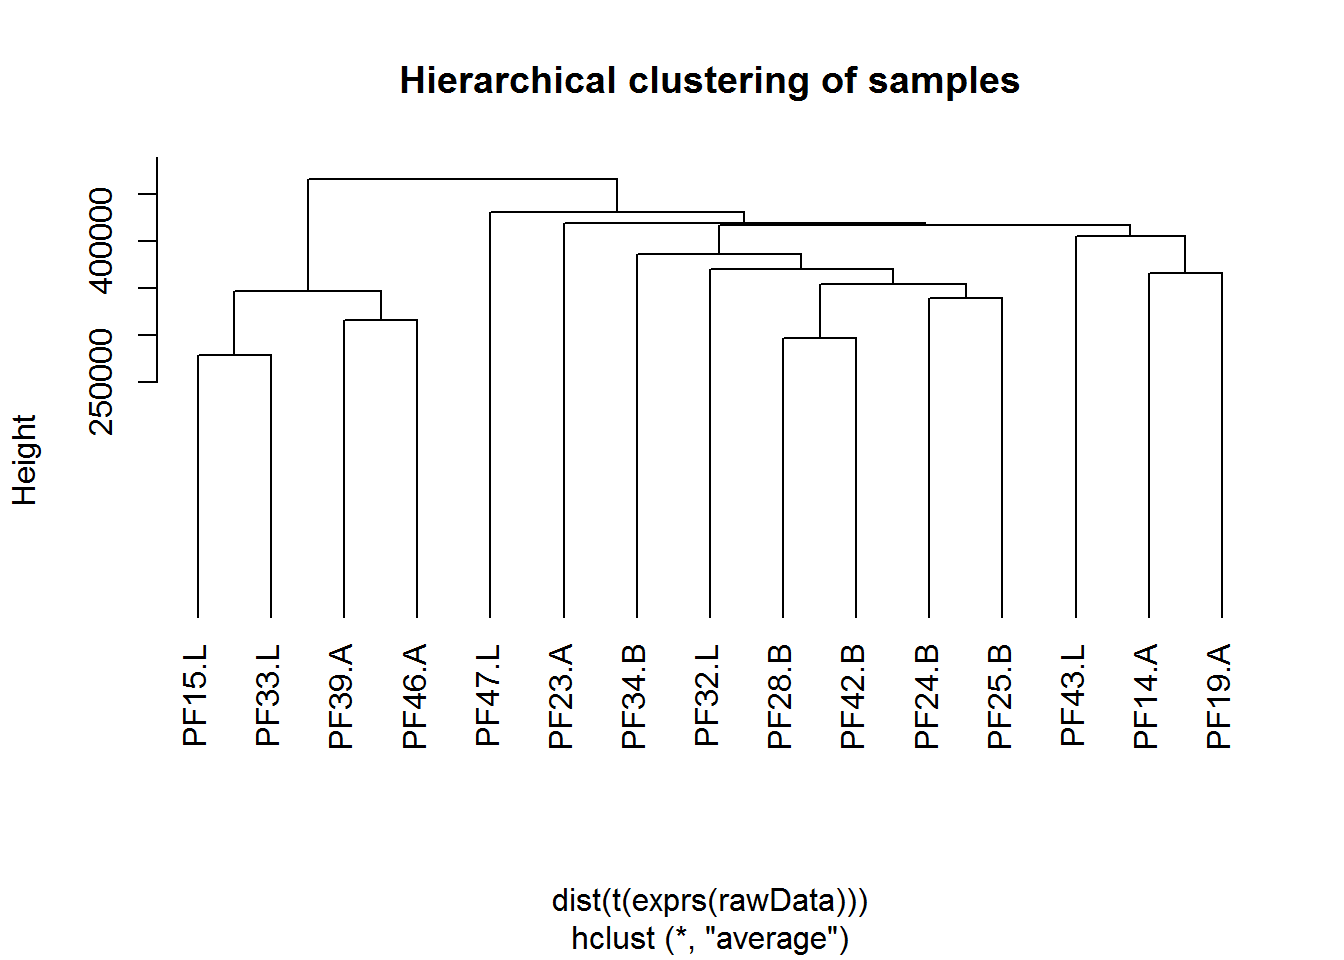 Hierarchical clustering of samples
Height
250000
400000
PF15.L
PF33.L
PF39.A
PF46.A
PF47.L
PF23.A
PF34.B
PF32.L
PF28.B
PF42.B
PF24.B
PF25.B
PF43.L
PF14.A
PF19.A
dist(t(exprs(rawData)))
hclust (*, "average")